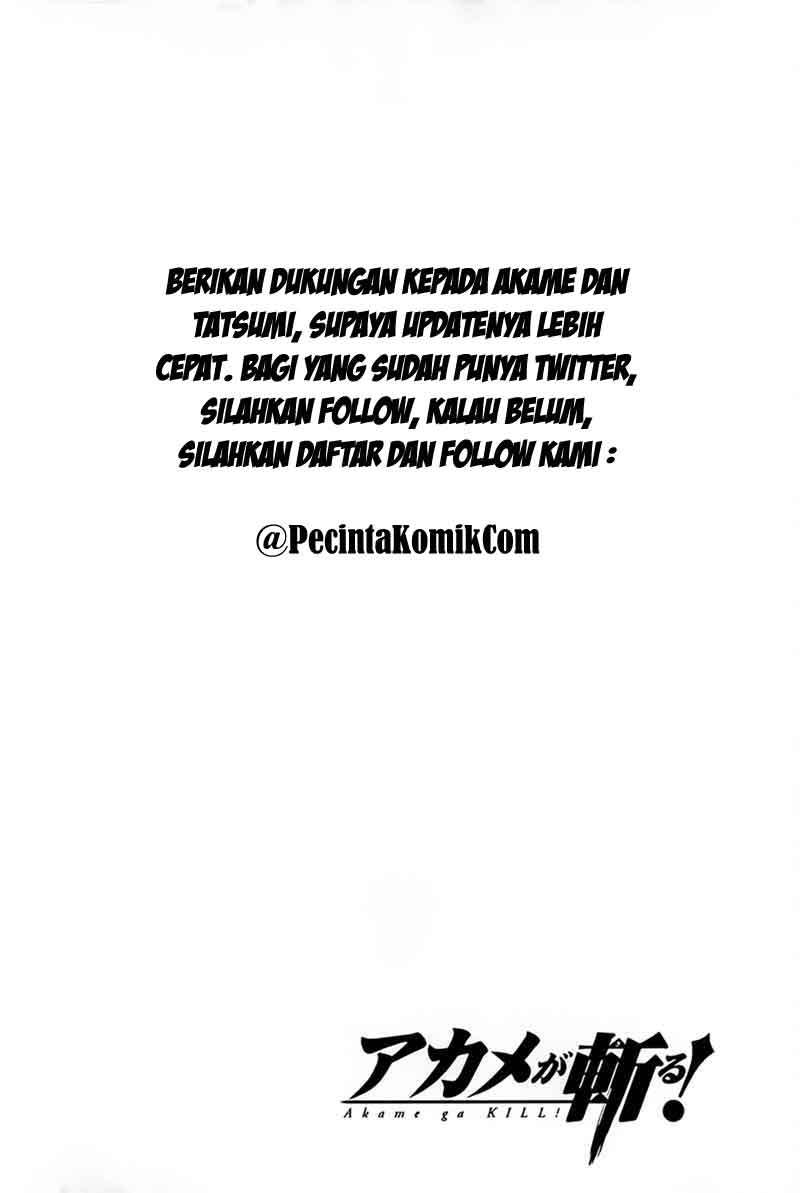 BERIKAN DUKUNGAN KEPADA AKAME DAN
TATSUMI, SUPAYA UPDATENYA LEBIH
CEPAT. BAGI YANG SUDAH PUNYA TWITTER,
SILAHKAN FOLLOW, KALAU BELUM,
SILAHKAN DAFTAR DAN FOLLOW KAMI :
@PecintaKomikCom
アカメが斬る!
Akame ga KILL!